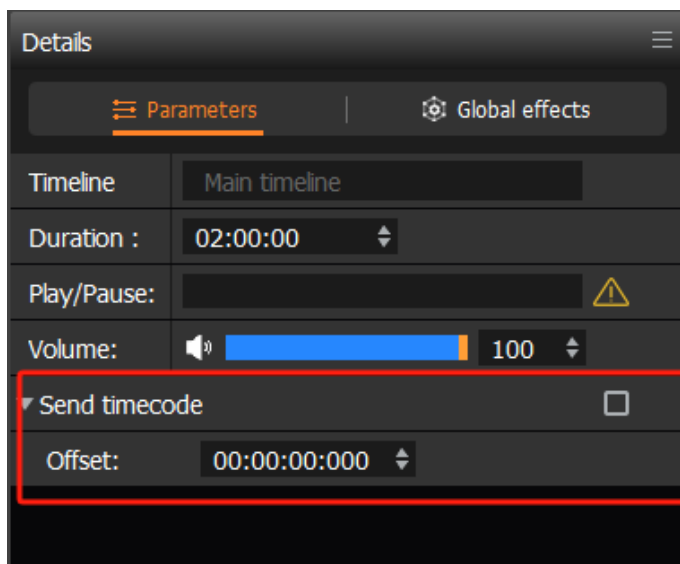 Details
Parameters Global effects
Timeline Main timeline
Duration : 02:00:00
Play/Pause:
Volume: 100
Send timecode
Offset: 00:00:00:000